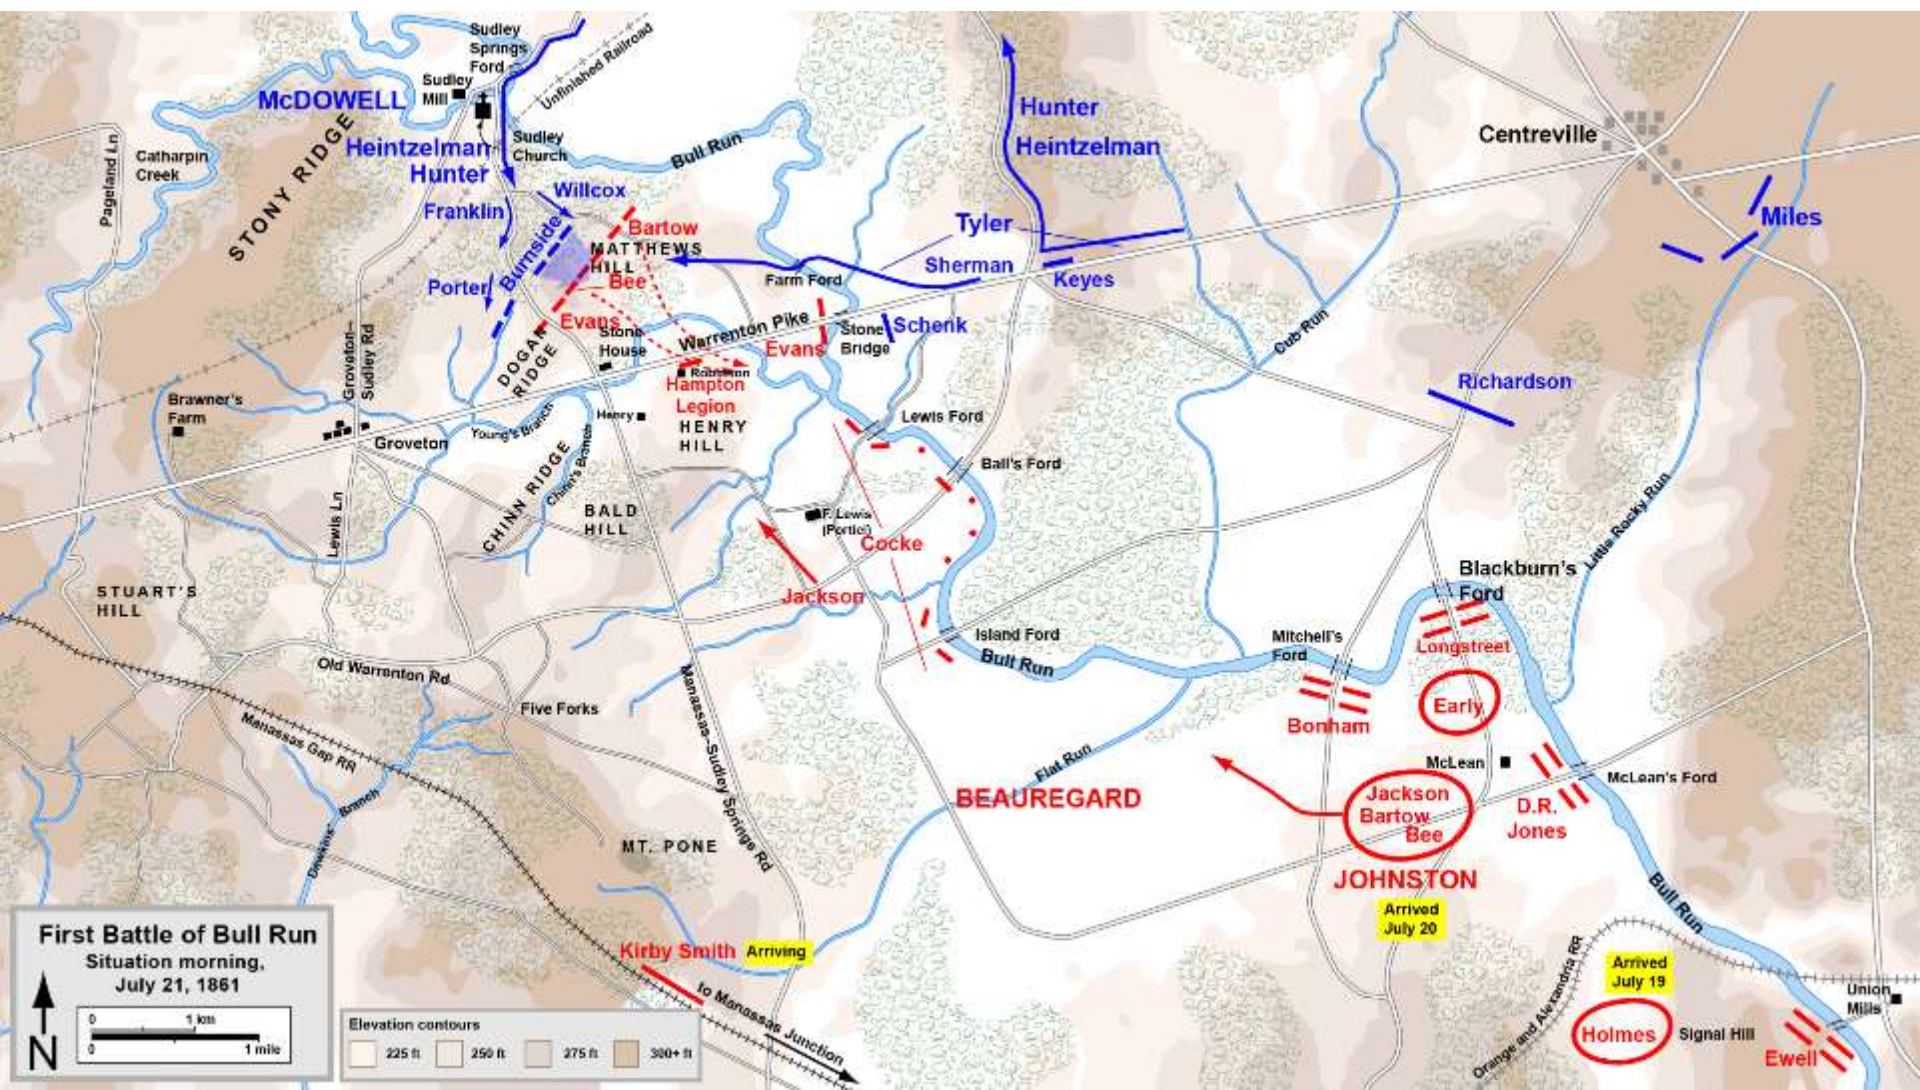 Sudley
Springs
Ford
Unfinished Railroad
Sudley
Mill
McDOWELL
Sudley
Church
Heintzelman
Hunter
Catharpin
Creek
Pageland Ln
STONY RIDGE
Bull Run
Willcox
Franklin
Burnside
Porter
Bartow
MATTHEWS
HILL
Bee
Evans
Hunter
Heintzelman
Tyler
Sherman
Keyes
Farm Ford
Centreville
Miles
Groveton-
Sudley Rd
DOGAN
RIDGE
Stone
House
Warrenton Pike
Evans
Stone
Bridge
Schenk
Cub Run
Richardson
Robinson
Hampton
Legion
HENRY
HILL
Henry
Brawner's
Farm
Groveton
Young's Branch
Chinn's Branch
CHINN RIDGE
BALD
HILL
Lewis Ford
Ball's Ford
F. Lewis
(Portici)
Cocke
Jackson
Lewis Ln
STUART'S
HILL
Little Rocky Run
Blackburn's
Ford
Longstreet
Island Ford
Bull Run
Mitchell's
Ford
Bonham
Early
Old Warrenton Rd
Five Forks
Manassas Gap RR
Manassas-Sudley Springs Rd
Flat Run
BEAUREGARD
McLean
McLean's Ford
Jackson
Bartow
Bee
D.R.
Jones
JOHNSTON
Arrived
July 20
Dawkins' Branch
MT. PONE
Bull Run
Kirby Smith
Arriving
to Manassas Junction
Orange and Alexandria RR
Arrived
July 19
Holmes
Signal Hill
Union
Mills
Ewell
First Battle of Bull Run
Situation morning,
July 21, 1861
N
0 1 km
0 1 mile
Elevation contours
225 ft 250 ft 275 ft 300+ ft